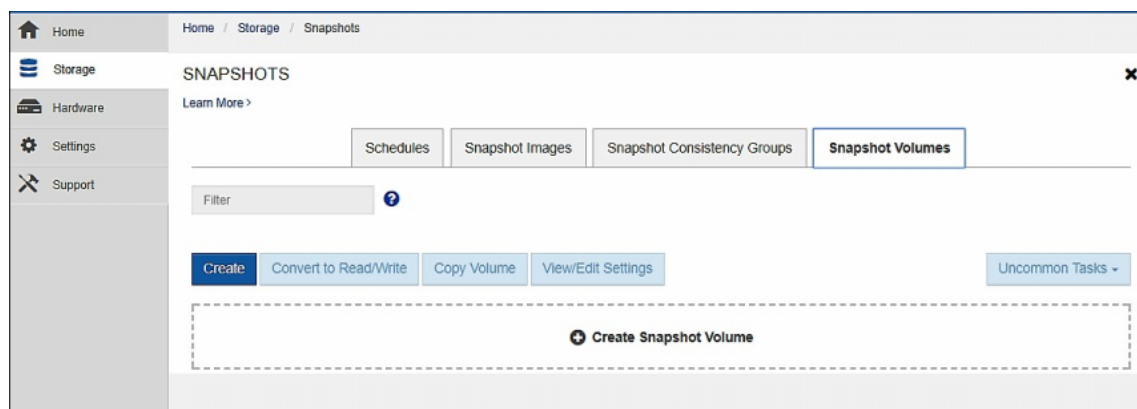 Home
Storage
Hardware
Settings
Support
Home / Storage / Snapshots
SNAPSHOTS
Learn More >
Schedules
Snapshot Images
Snapshot Consistency Groups
Snapshot Volumes
Filter
?
Create
Convert to Read/Write
Copy Volume
View/Edit Settings
Uncommon Tasks
Create Snapshot Volume